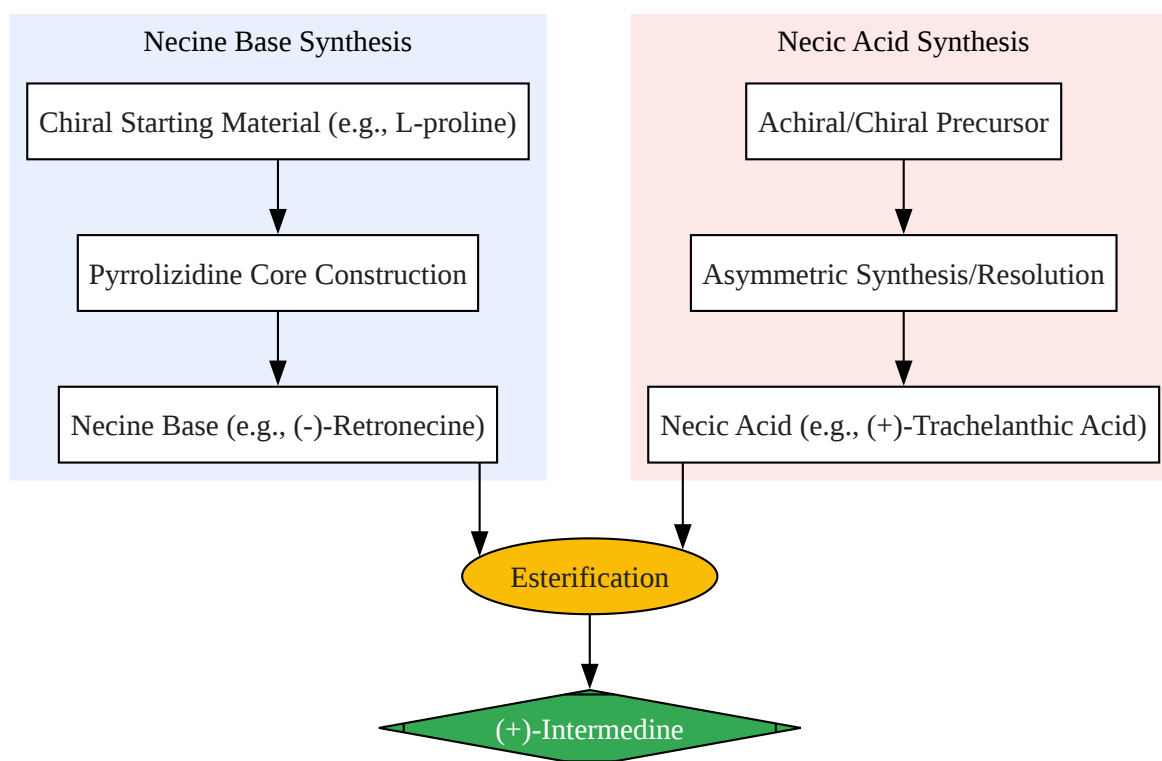 Necine Base Synthesis
Chiral Starting Material (e.g., L-proline)
Pyrrolizidine Core Construction
Necine Base (e.g., (-)-Retronecine)
Necic Acid Synthesis
Achiral/Chiral Precursor
Asymmetric Synthesis/Resolution
Necic Acid (e.g., (+)-Trachelanthic Acid)
Esterification
(+)-Intermedine